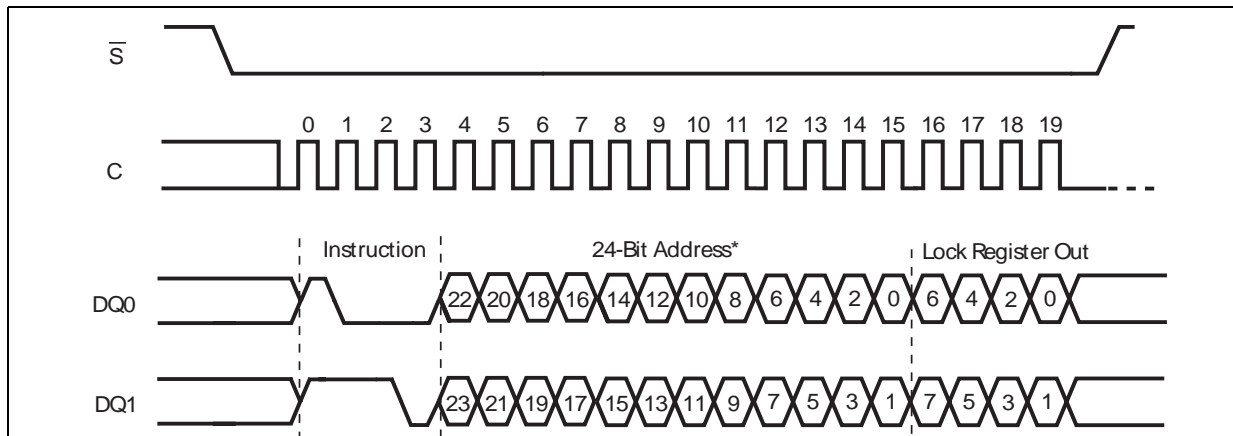 S
0 1 2 3 4 5 6 7 8 9 10 11 12 13 14 15 16 17 18 19
C
Instruction 24-Bit Address* Lock Register Out
DQ0 22 20 18 16 14 12 10 8 6 4 2 0 6 4 2 0
DQ1 23 21 19 17 15 13 11 9 7 5 3 1 7 5 3 1